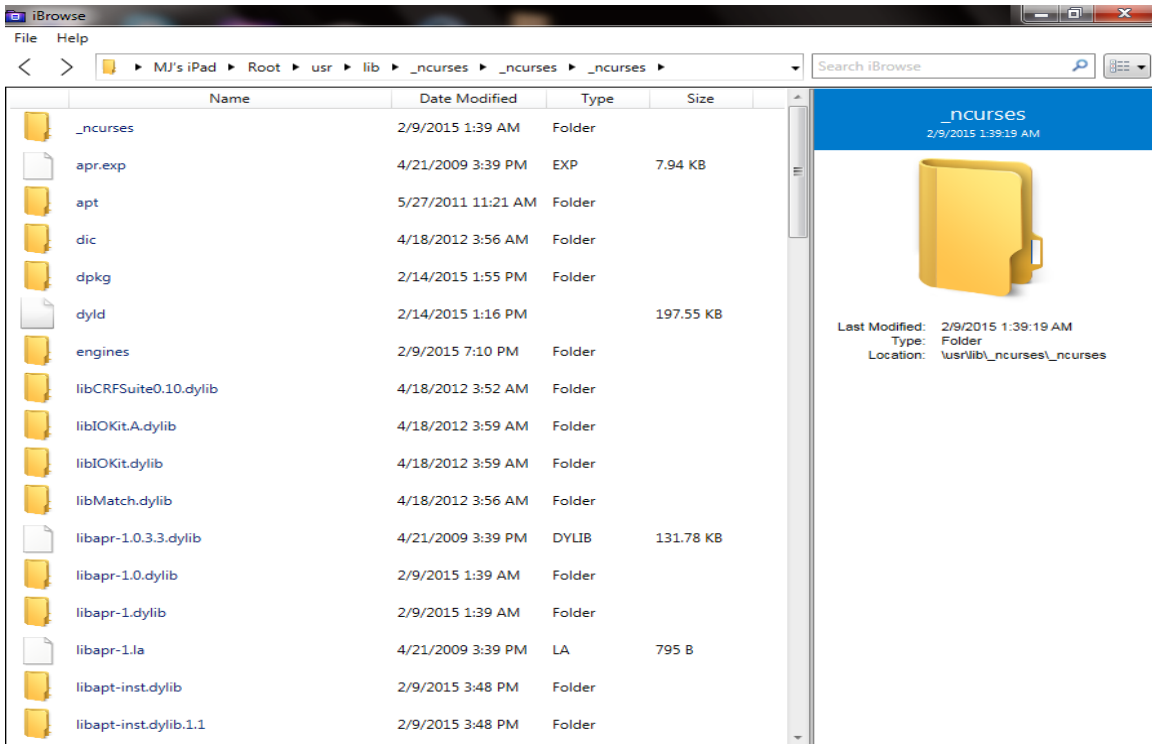 iBrowse
File Help
MJ's iPad Root usr lib _ncurses _ncurses _ncurses
Search iBrowse
Name Date Modified Type Size
_ncurses 2/9/2015 1:39 AM Folder
apr.exp 4/21/2009 3:39 PM EXP 7.94 KB
apt 5/27/2011 11:21 AM Folder
dic 4/18/2012 3:56 AM Folder
dpkg 2/14/2015 1:55 PM Folder
dyld 2/14/2015 1:16 PM 197.55 KB
engines 2/9/2015 7:10 PM Folder
libCRFSuite0.10.dylib 4/18/2012 3:52 AM Folder
libIOKit.A.dylib 4/18/2012 3:59 AM Folder
libIOKit.dylib 4/18/2012 3:59 AM Folder
libMatch.dylib 4/18/2012 3:56 AM Folder
libapr-1.0.3.3.dylib 4/21/2009 3:39 PM DYLIB 131.78 KB
libapr-1.0.dylib 2/9/2015 1:39 AM Folder
libapr-1.dylib 2/9/2015 1:39 AM Folder
libapr-1.la 4/21/2009 3:39 PM LA 795 B
libapt-inst.dylib 2/9/2015 3:48 PM Folder
libapt-inst.dylib.1.1 2/9/2015 3:48 PM Folder
_ncurses
2/9/2015 1:39:19 AM
Last Modified: 2/9/2015 1:39:19 AM
Type: Folder
Location: \usr\lib\_ncurses\_ncurses